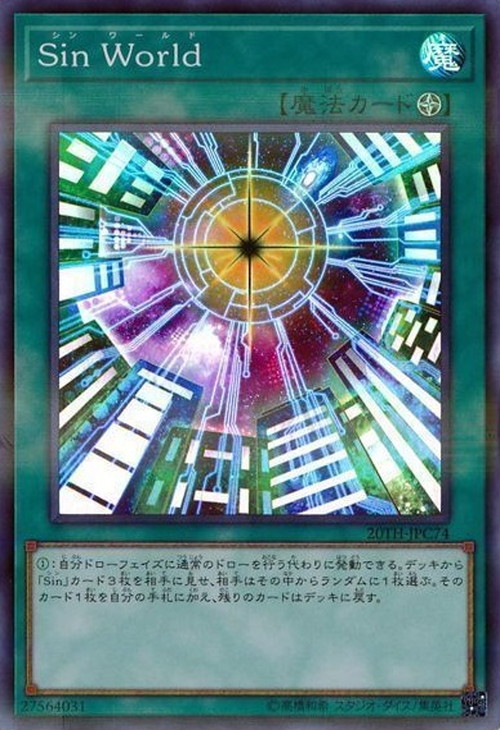 シン ワールド
Sin World
魔
【魔法カード】
20TH-JPC74
①:自分ドローフェイズに通常のドローを行う代わりに発動できる。デッキから
「Sin」カード3枚を相手に見せ、相手はその中からランダムに1枚選ぶ。その
カード1枚を自分の手札に加え、残りのカードはデッキに戻す。
27564031
©高橋和希 スタジオ・ダイス/集英社